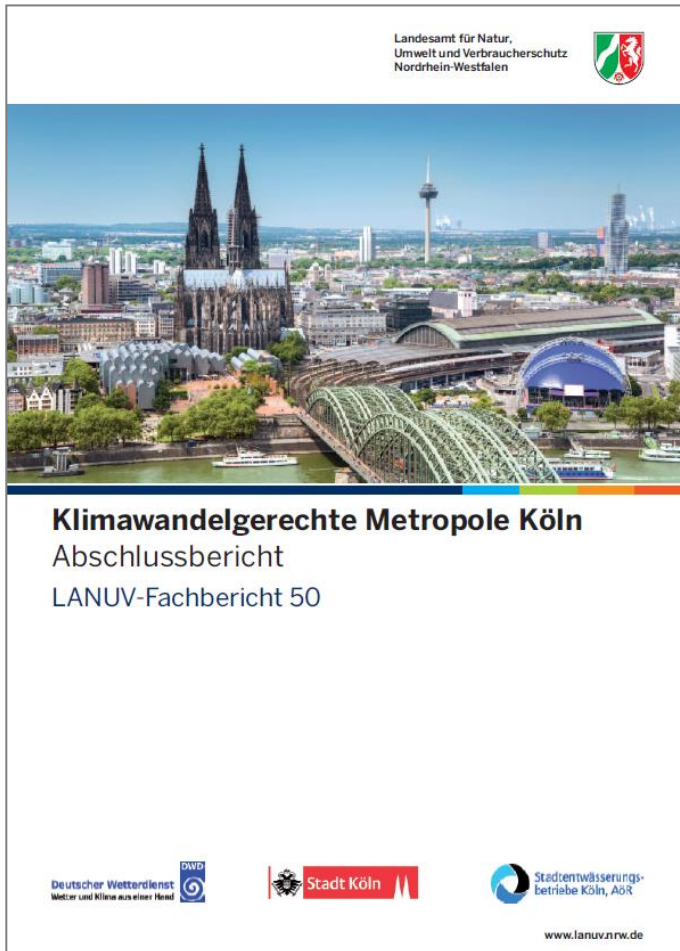 Landesamt für Natur,
Umwelt und Verbraucherschutz
Nordrhein-Westfalen
Klimawandelgerechte Metropole Köln
Abschlussbericht
LANUV-Fachbericht 50
DWD
Deutscher Wetterdienst
Wetter und Klima aus einer Hand
Stadt Köln
Stadtentwässerungs-
betriebe Köln, AöR
www.lanuv.nrw.de